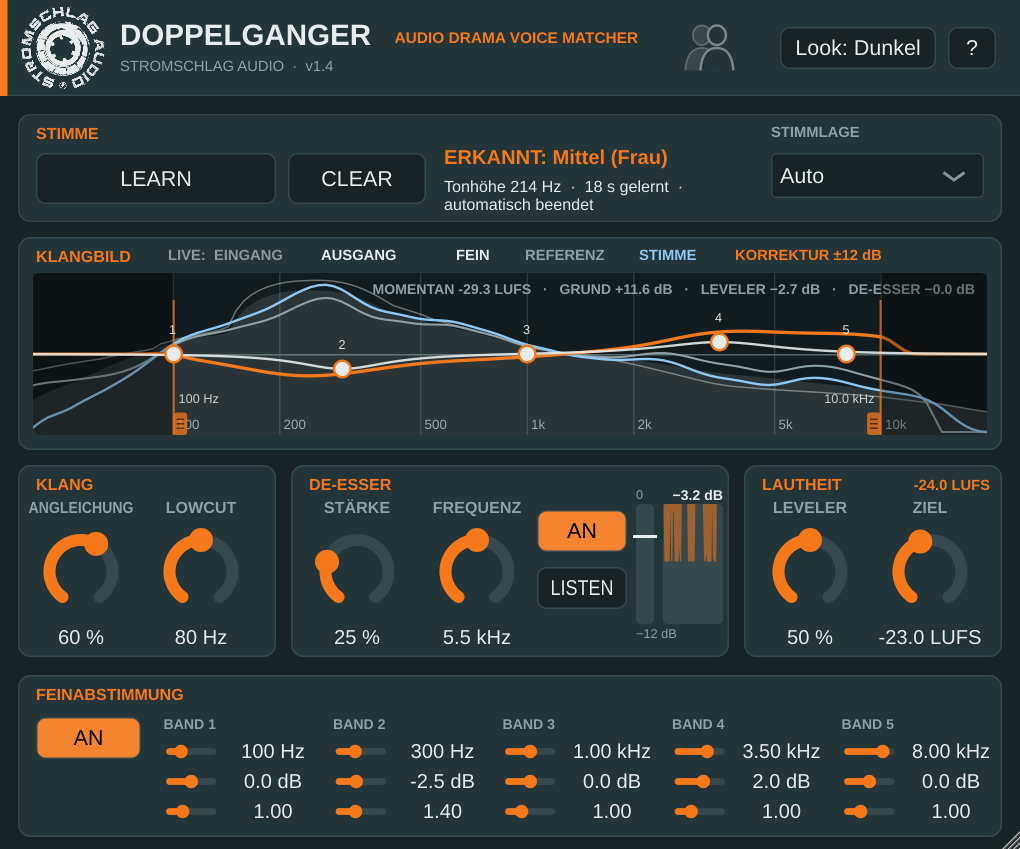 STROMSCHLAG AUDIO
DOPPELGANGER
AUDIO DRAMA VOICE MATCHER
STROMSCHLAG AUDIO · v1.4
Look: Dunkel
?
STIMME
LEARN
CLEAR
ERKANNT: Mittel (Frau)
Tonhöhe 214 Hz · 18 s gelernt ·
automatisch beendet
STIMMLAGE
Auto
KLANGBILD
LIVE: EINGANG
AUSGANG
FEIN
REFERENZ
STIMME
KORREKTUR ±12 dB
MOMENTAN -29.3 LUFS · GRUND +11.6 dB · LEVELER −2.7 dB · DE-ESSER −0.0 dB
1
2
3
4
5
100 Hz
10.0 kHz
00
200
500
1k
2k
5k
10k
KLANG
ANGLEICHUNG
LOWCUT
60 %
80 Hz
DE-ESSER
STÄRKE
FREQUENZ
25 %
5.5 kHz
AN
LISTEN
0
−3.2 dB
−12 dB
LAUTHEIT
-24.0 LUFS
LEVELER
ZIEL
50 %
-23.0 LUFS
FEINABSTIMMUNG
AN
BAND 1
BAND 2
BAND 3
BAND 4
BAND 5
100 Hz
300 Hz
1.00 kHz
3.50 kHz
8.00 kHz
0.0 dB
-2.5 dB
0.0 dB
2.0 dB
0.0 dB
1.00
1.40
1.00
1.00
1.00